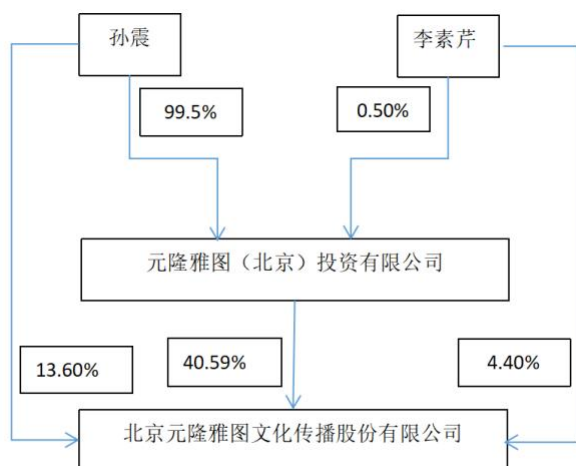 孙震
李素芹
99.5%
0.50%
元隆雅图（北京）投资有限公司
13.60%
40.59%
4.40%
北京元隆雅图文化传播股份有限公司